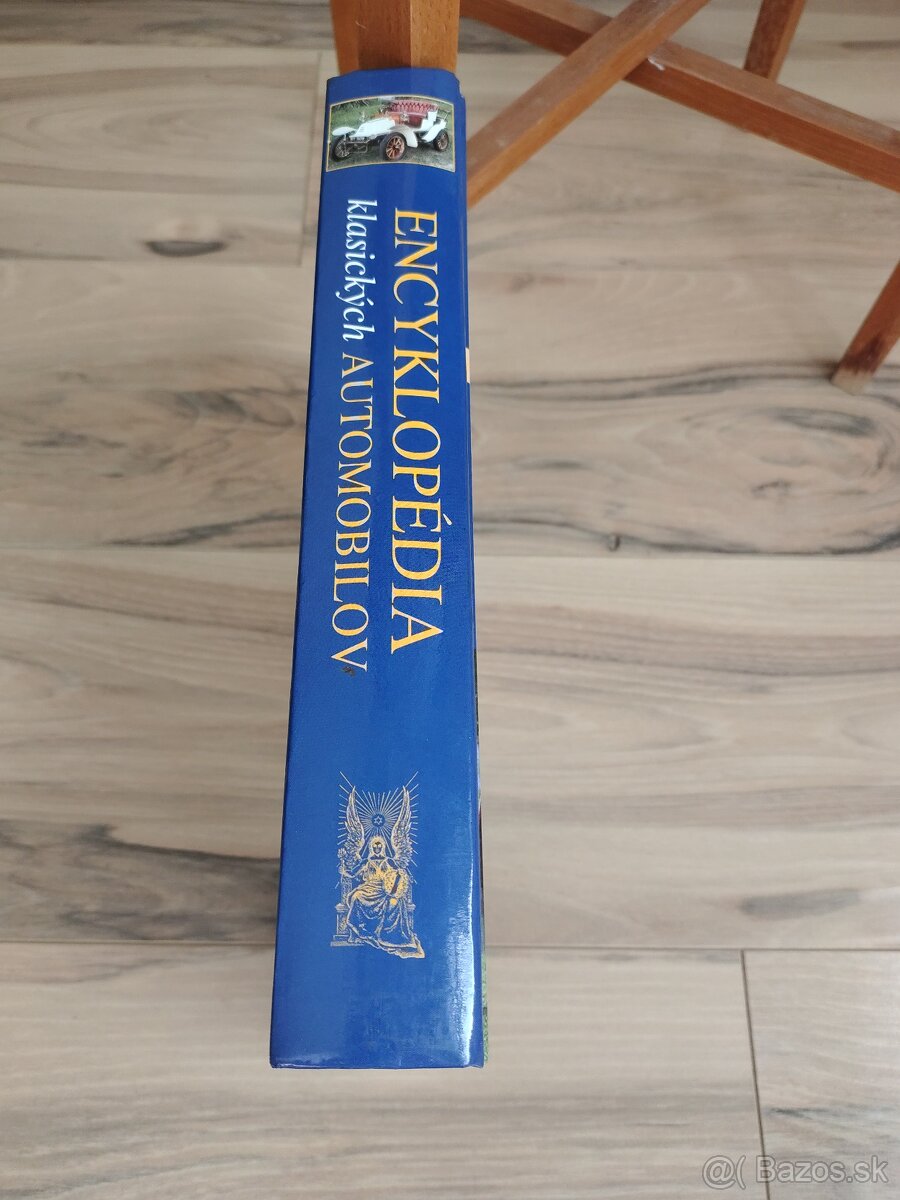 ENCYKLOPÉDIA
klasických AUTOMOBILOV
@( Bazos.sk